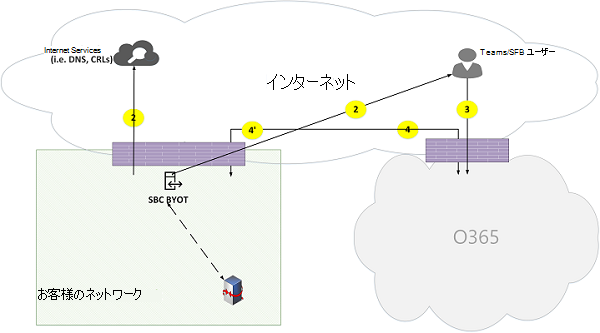 Internet Services
(i.e. DNS, CRLs)
Teams/SFB ユーザー
インターネット
2
2
3
4'
4
SBC BYOT
O365
お客様のネットワーク